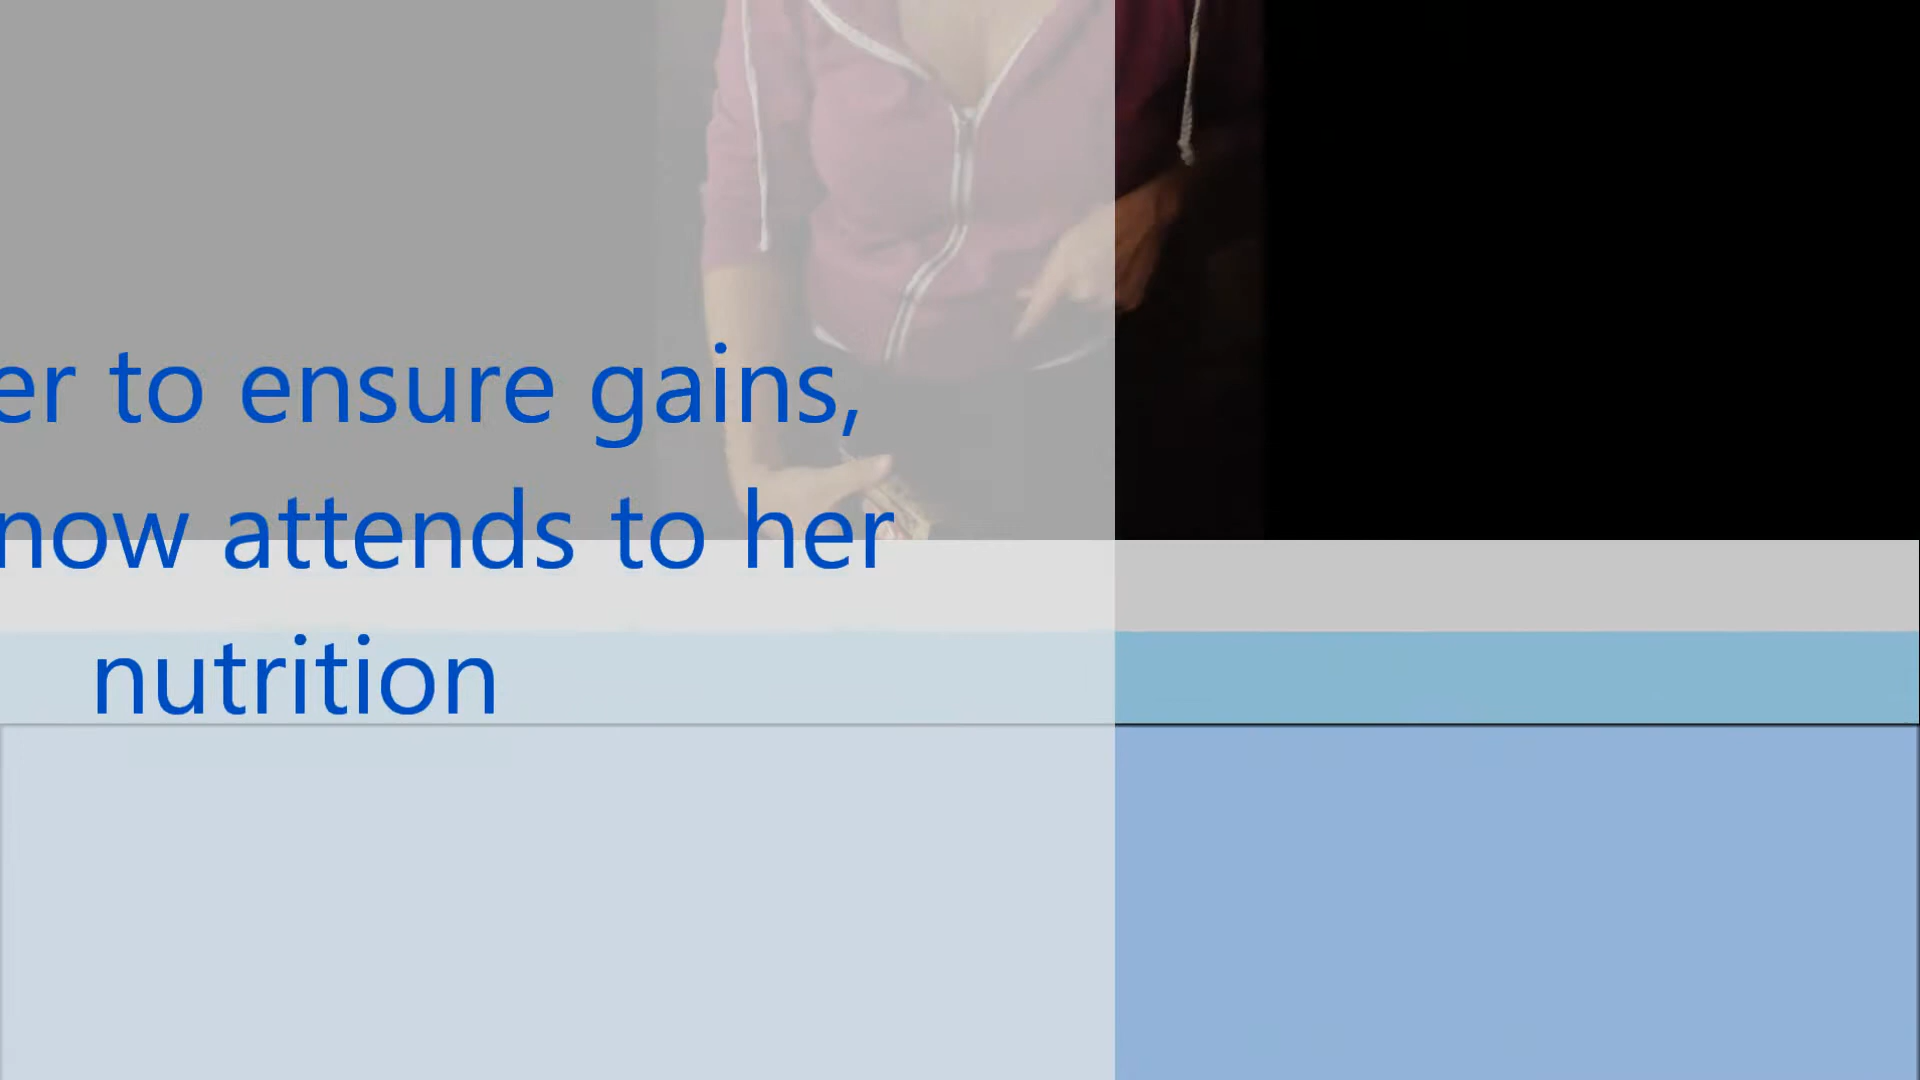 er to ensure gains,
now attends to her
nutrition